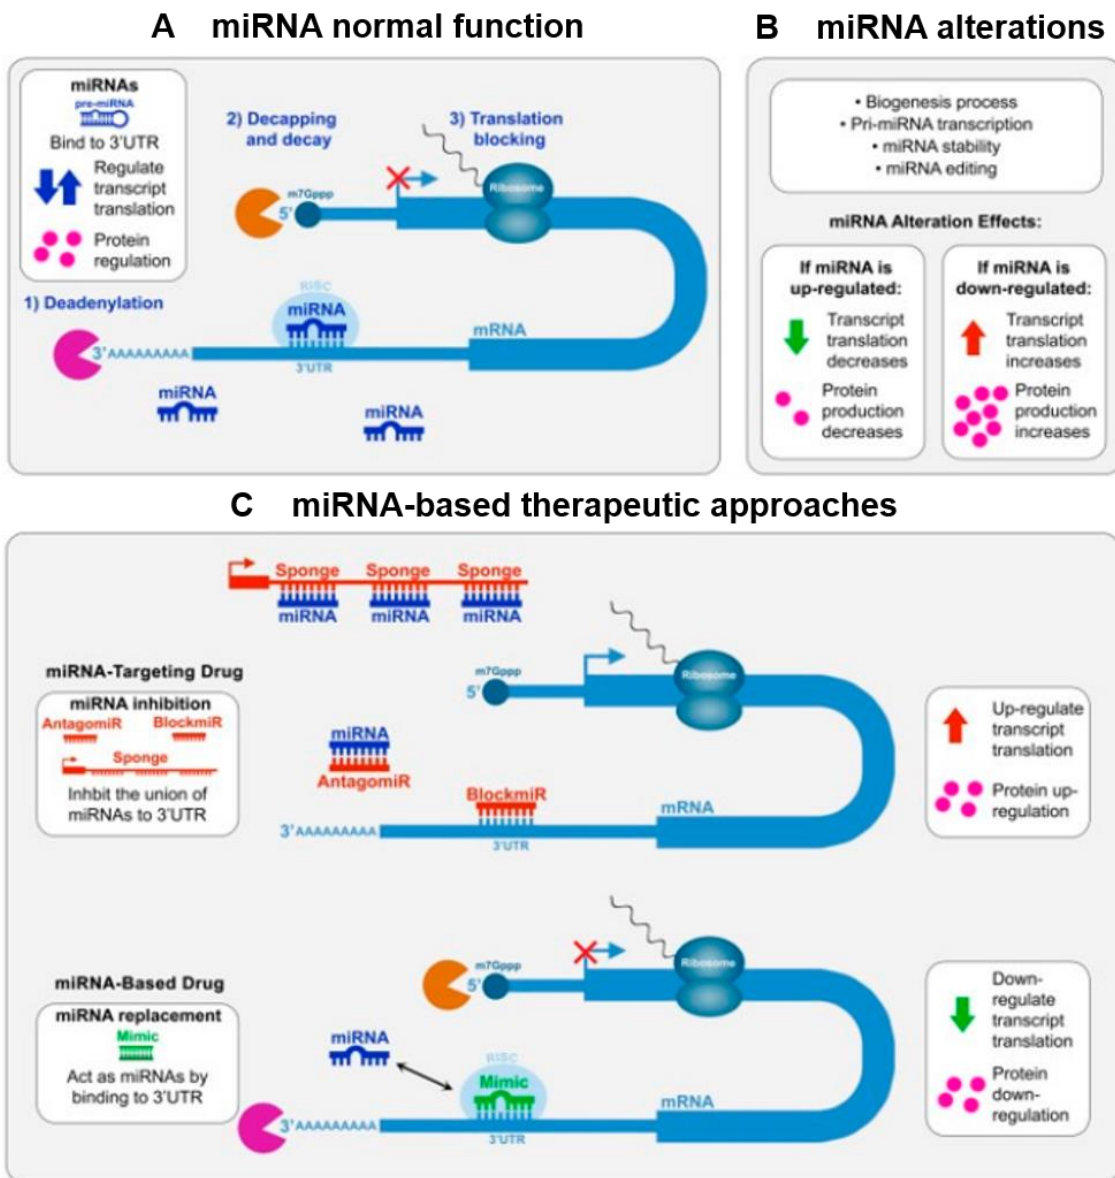 A miRNA normal function
miRNAs
pre-miRNA
Bind to 3'UTR
Regulate
transcript
translation
Protein
regulation
1) Deadenylation
2) Decapping
and decay
3) Translation
blocking
m7Gppp
5'
Ribosome
RISC
miRNA
3'AAAAAAAAA
3'UTR
mRNA
miRNA
miRNA
B miRNA alterations
• Biogenesis process
• Pri-miRNA transcription
• miRNA stability
• miRNA editing
miRNA Alteration Effects:
If miRNA is
up-regulated:
Transcript
translation
decreases
Protein
production
decreases
If miRNA is
down-regulated:
Transcript
translation
increases
Protein
production
increases
C miRNA-based therapeutic approaches
Sponge Sponge Sponge
miRNA miRNA miRNA
miRNA-Targeting Drug
miRNA inhibition
AntagomiR BlockmiR
Sponge
Inhbit the union of
miRNAs to 3'UTR
m7Gppp
5'
Ribosome
miRNA
AntagomiR
BlockmiR
mRNA
3'AAAAAAAAA
3'UTR
Up-regulate
transcript
translation
Protein up-
regulation
miRNA-Based Drug
miRNA replacement
Mimic
Act as miRNAs by
binding to 3'UTR
m7Gppp
5'
Ribosome
miRNA
RISC
Mimic
mRNA
3'AAAAAAAAA
3'UTR
Down-
regulate
transcript
translation
Protein
down-
regulation